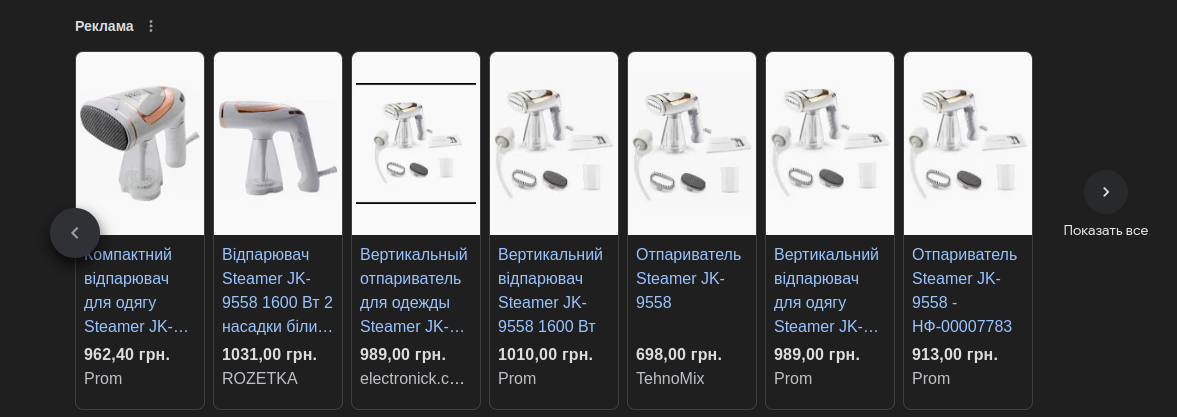 Реклама
Компактний
відпарювач
для одягу
Steamer JK-…
962,40 грн.
Prom
Відпарювач
Steamer JK-
9558 1600 Вт 2
насадки біли…
1031,00 грн.
ROZETKA
Вертикальный
отпариватель
для одежды
Steamer JK-…
989,00 грн.
electronick.c…
Вертикальний
відпарювач
Steamer JK-
9558 1600 Вт
1010,00 грн.
Prom
Отпариватель
Steamer JK-
9558
698,00 грн.
TehnoMix
Вертикальний
відпарювач
для одягу
Steamer JK-…
989,00 грн.
Prom
Отпариватель
Steamer JK-
9558 -
НФ-00007783
913,00 грн.
Prom
Показать все